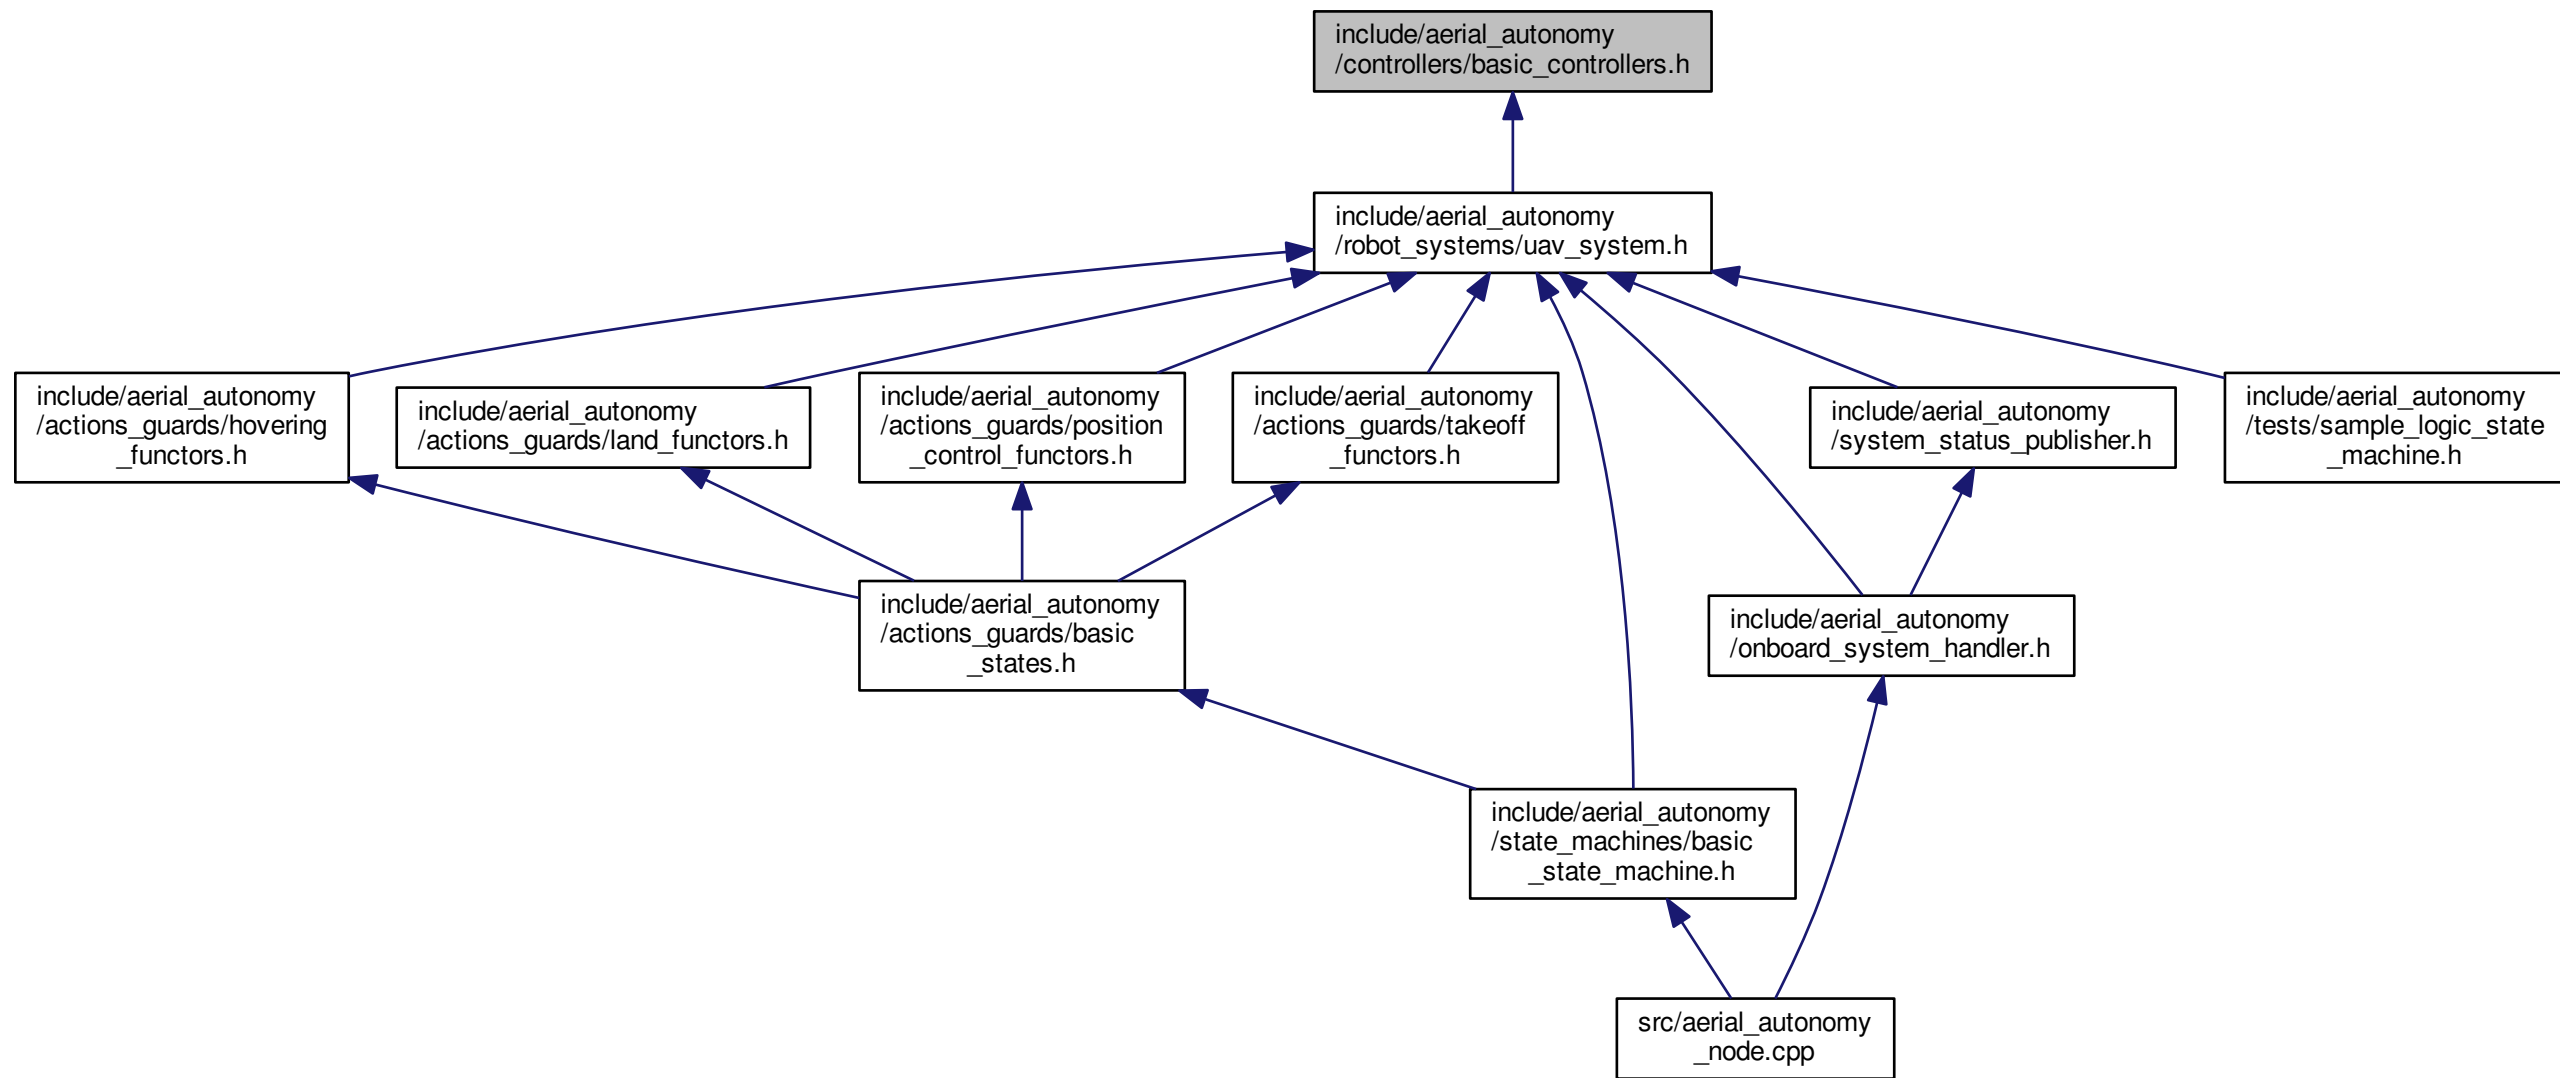 include/aerial_autonomy
/controllers/basic_controllers.h
include/aerial_autonomy
/robot_systems/uav_system.h
include/aerial_autonomy
/actions_guards/hovering
_functors.h
include/aerial_autonomy
/actions_guards/land_functors.h
include/aerial_autonomy
/actions_guards/position
_control_functors.h
include/aerial_autonomy
/actions_guards/takeoff
_functors.h
include/aerial_autonomy
/system_status_publisher.h
include/aerial_autonomy
/tests/sample_logic_state
_machine.h
include/aerial_autonomy
/actions_guards/basic
_states.h
include/aerial_autonomy
/onboard_system_handler.h
include/aerial_autonomy
/state_machines/basic
_state_machine.h
src/aerial_autonomy
_node.cpp